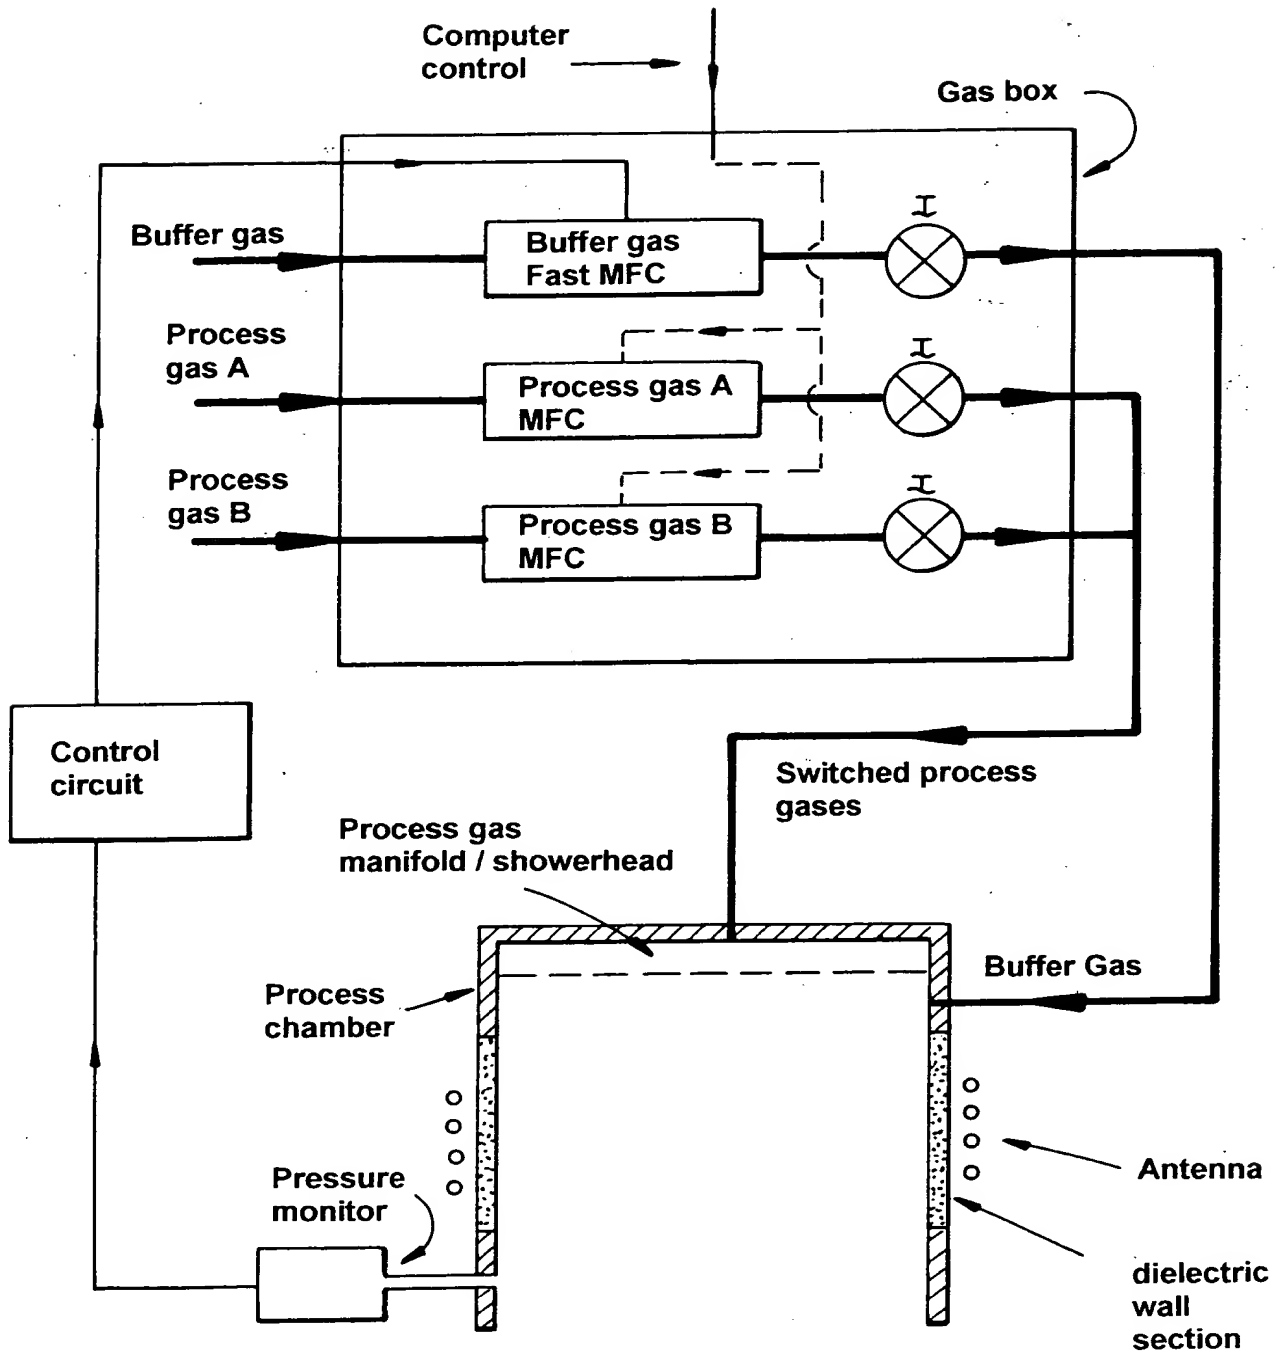 Computer
control
Gas box
Buffer gas
Buffer gas
Fast MFC
Process
gas A
Process gas A
MFC
Process
gas B
Process gas B
MFC
Control
circuit
Switched process
gases
Process gas
manifold / showerhead
Buffer Gas
Process
chamber
Pressure
monitor
Antenna
dielectric
wall
section